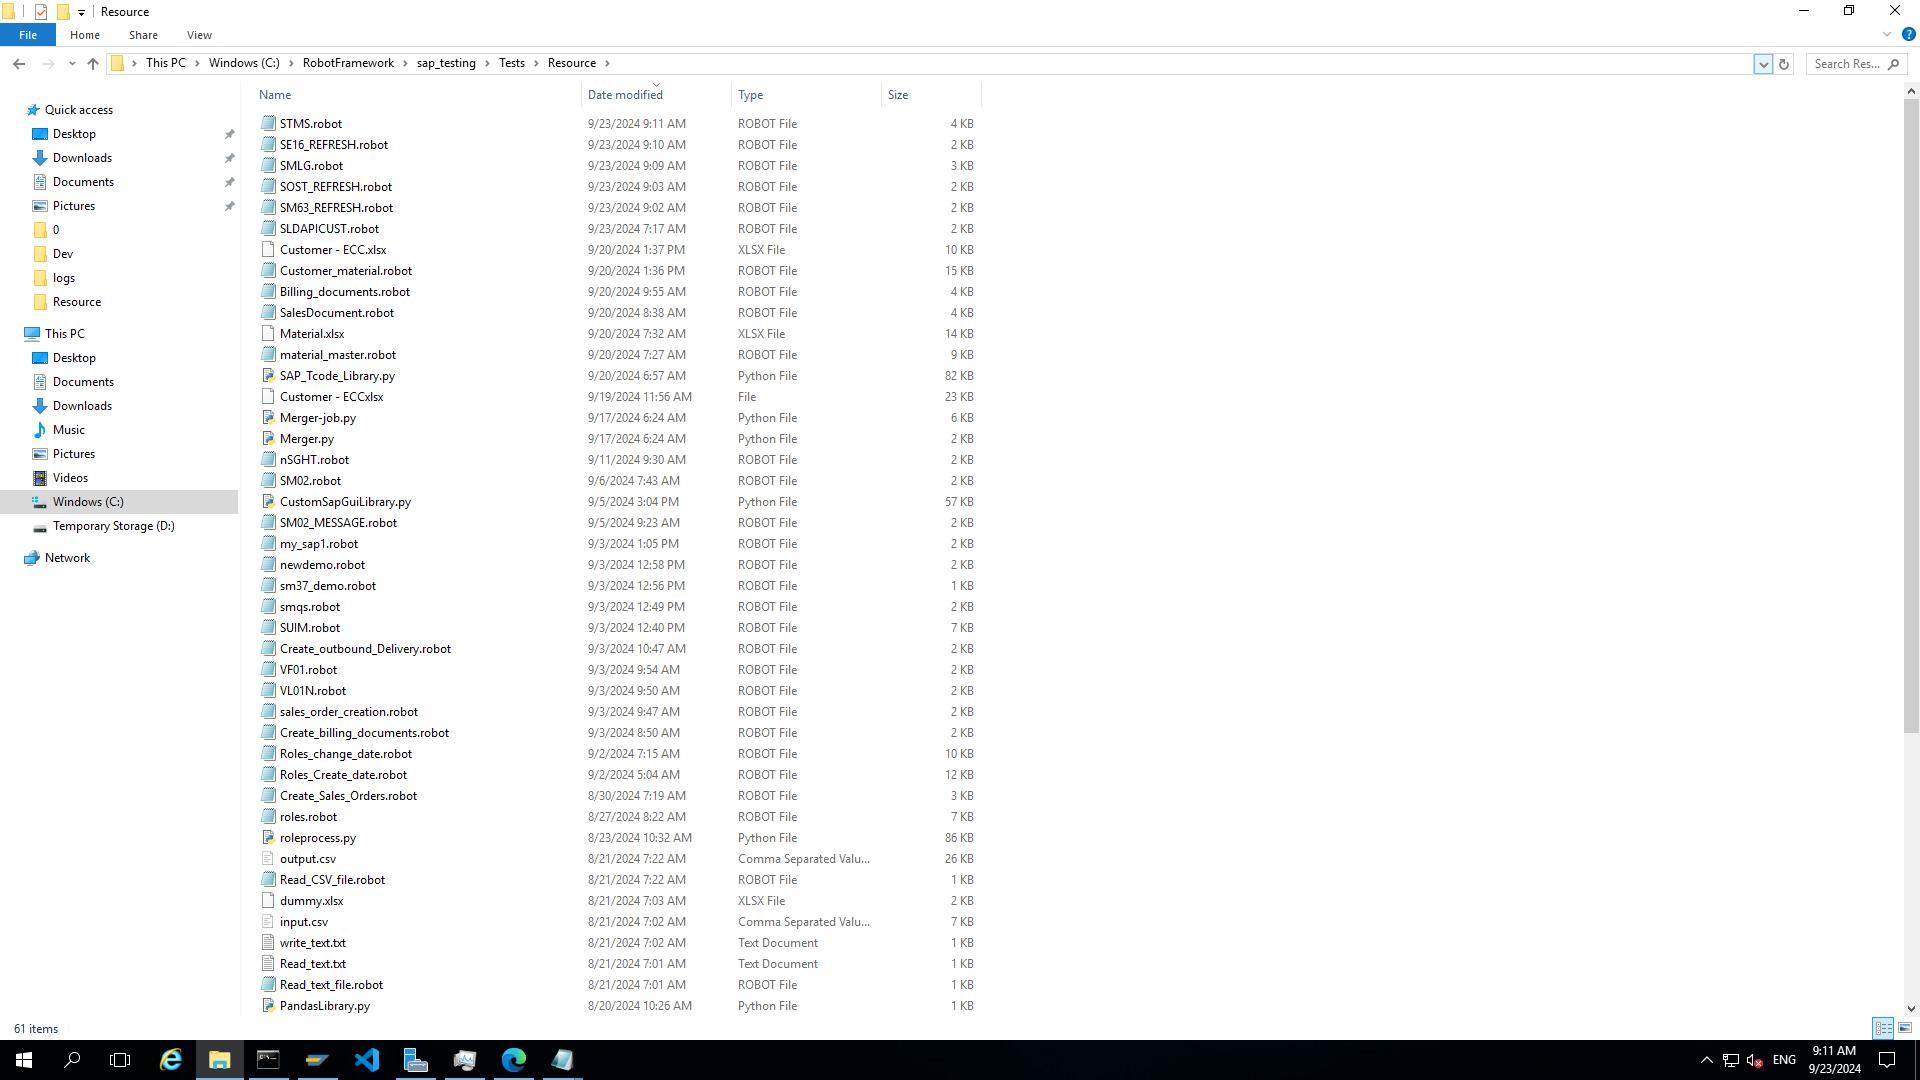 Resource
File Home Share View
This PC Windows (C:) RobotFramework sap_testing Tests Resource
Search Res...
Name Date modified Type Size
Quick access
Desktop
Downloads
Documents
Pictures
0
Dev
logs
Resource
This PC
Desktop
Documents
Downloads
Music
Pictures
Videos
Windows (C:)
Temporary Storage (D:)
Network
STMS.robot 9/23/2024 9:11 AM ROBOT File 4 KB
SE16_REFRESH.robot 9/23/2024 9:10 AM ROBOT File 2 KB
SMLG.robot 9/23/2024 9:09 AM ROBOT File 3 KB
SOST_REFRESH.robot 9/23/2024 9:03 AM ROBOT File 2 KB
SM63_REFRESH.robot 9/23/2024 9:02 AM ROBOT File 2 KB
SLDAPICUST.robot 9/23/2024 7:17 AM ROBOT File 2 KB
Customer - ECC.xlsx 9/20/2024 1:37 PM XLSX File 10 KB
Customer_material.robot 9/20/2024 1:36 PM ROBOT File 15 KB
Billing_documents.robot 9/20/2024 9:55 AM ROBOT File 4 KB
SalesDocument.robot 9/20/2024 8:38 AM ROBOT File 4 KB
Material.xlsx 9/20/2024 7:32 AM XLSX File 14 KB
material_master.robot 9/20/2024 7:27 AM ROBOT File 9 KB
SAP_Tcode_Library.py 9/20/2024 6:57 AM Python File 82 KB
Customer - ECCxlsx 9/19/2024 11:56 AM File 23 KB
Merger-job.py 9/17/2024 6:24 AM Python File 6 KB
Merger.py 9/17/2024 6:24 AM Python File 2 KB
nSGHT.robot 9/11/2024 9:30 AM ROBOT File 2 KB
SM02.robot 9/6/2024 7:43 AM ROBOT File 2 KB
CustomSapGuiLibrary.py 9/5/2024 3:04 PM Python File 57 KB
SM02_MESSAGE.robot 9/5/2024 9:23 AM ROBOT File 2 KB
my_sap1.robot 9/3/2024 1:05 PM ROBOT File 2 KB
newdemo.robot 9/3/2024 12:58 PM ROBOT File 2 KB
sm37_demo.robot 9/3/2024 12:56 PM ROBOT File 1 KB
smqs.robot 9/3/2024 12:49 PM ROBOT File 2 KB
SUIM.robot 9/3/2024 12:40 PM ROBOT File 7 KB
Create_outbound_Delivery.robot 9/3/2024 10:47 AM ROBOT File 2 KB
VF01.robot 9/3/2024 9:54 AM ROBOT File 2 KB
VL01N.robot 9/3/2024 9:50 AM ROBOT File 2 KB
sales_order_creation.robot 9/3/2024 9:47 AM ROBOT File 2 KB
Create_billing_documents.robot 9/3/2024 8:50 AM ROBOT File 2 KB
Roles_change_date.robot 9/2/2024 7:15 AM ROBOT File 10 KB
Roles_Create_date.robot 9/2/2024 5:04 AM ROBOT File 12 KB
Create_Sales_Orders.robot 8/30/2024 7:19 AM ROBOT File 3 KB
roles.robot 8/27/2024 8:22 AM ROBOT File 7 KB
roleprocess.py 8/23/2024 10:32 AM Python File 86 KB
output.csv 8/21/2024 7:22 AM Comma Separated Valu... 26 KB
Read_CSV_file.robot 8/21/2024 7:22 AM ROBOT File 1 KB
dummy.xlsx 8/21/2024 7:03 AM XLSX File 2 KB
input.csv 8/21/2024 7:02 AM Comma Separated Valu... 7 KB
write_text.txt 8/21/2024 7:02 AM Text Document 1 KB
Read_text.txt 8/21/2024 7:01 AM Text Document 1 KB
Read_text_file.robot 8/21/2024 7:01 AM ROBOT File 1 KB
PandasLibrary.py 8/20/2024 10:26 AM Python File 1 KB
61 items
ENG
9:11 AM
9/23/2024